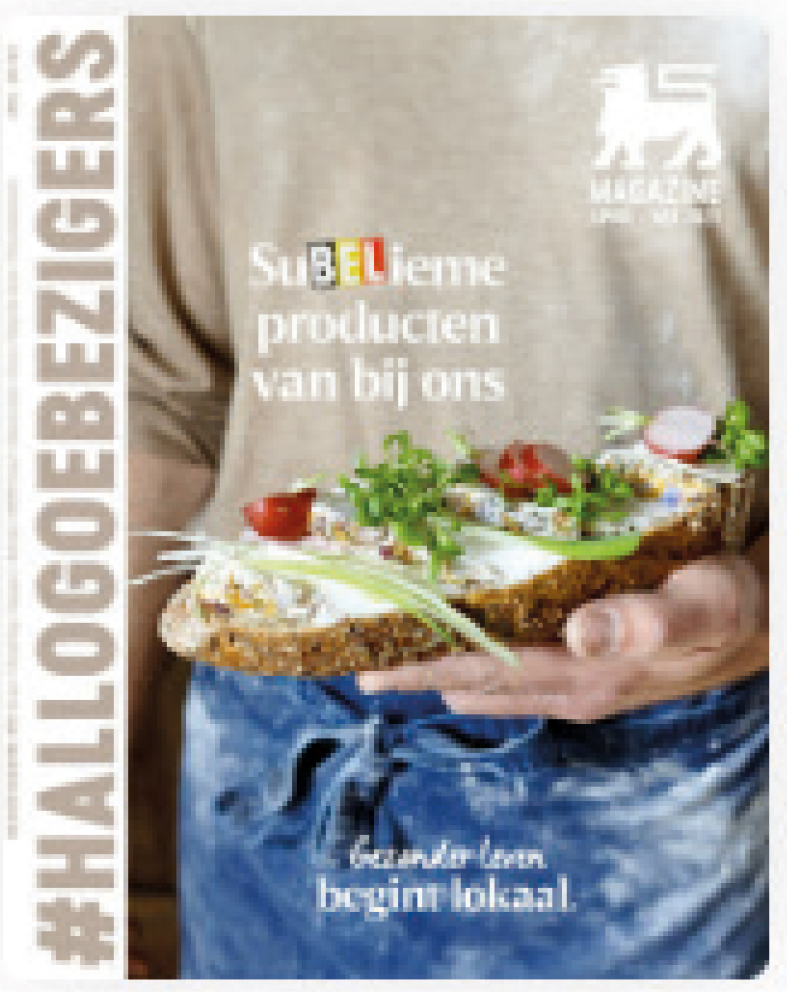 #HALLOGOEBEZIGERS
MAGAZINE
SuBELieme
producten
van bij ons
Gezonder leven
begint lokaal.